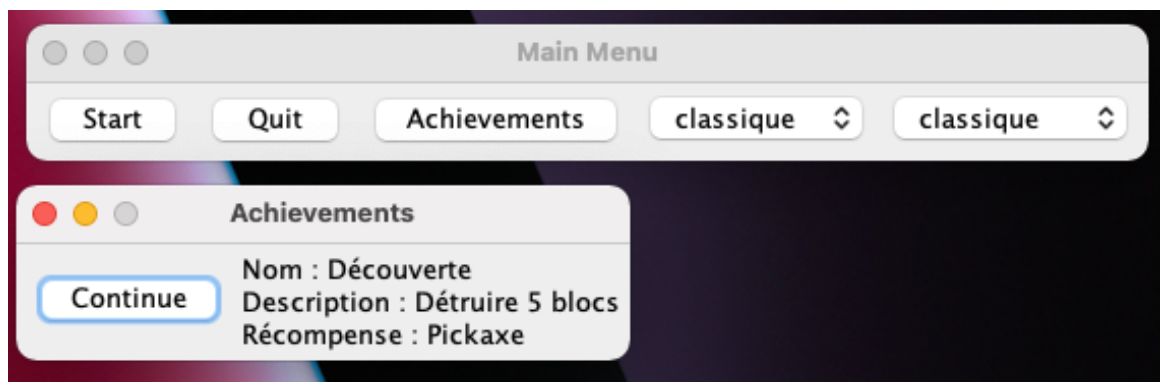 Main Menu
Start Quit Achievements classique classique
Achievements
Continue
Nom : Découverte
Description : Détruire 5 blocs
Récompense : Pickaxe